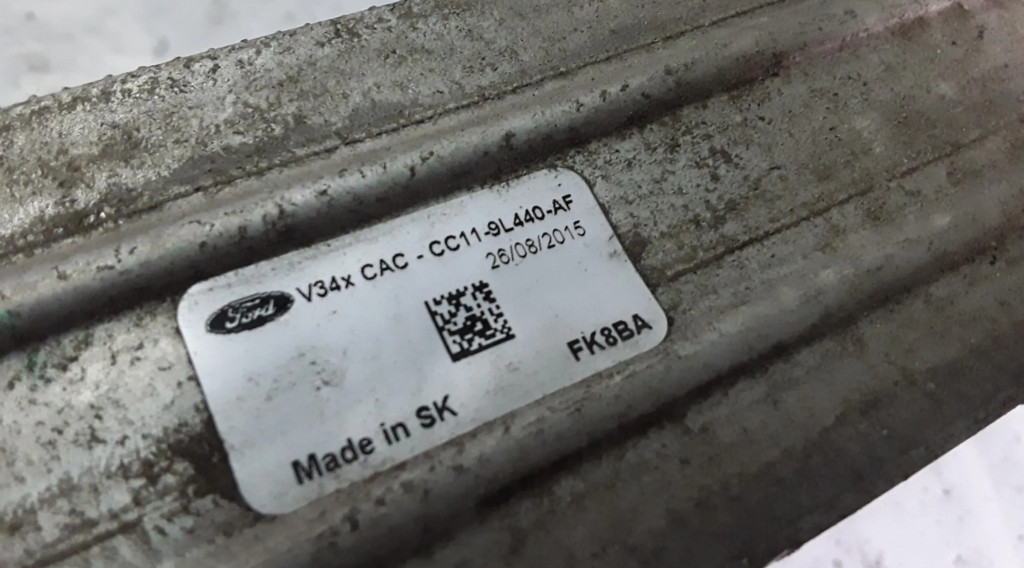 Ford V34x CAC - CC11-9L440-AF
26/08/2015
FK8BA
Made in SK